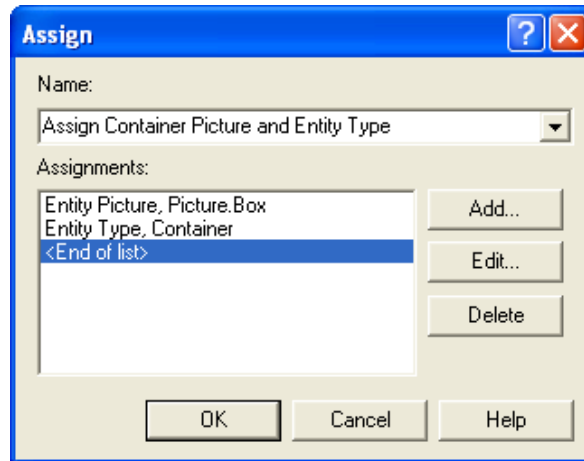 Assign
Name:
Assign Container Picture and Entity Type
Assignments:
Entity Picture, Picture.Box
Entity Type, Container
<End of list>
Add...
Edit...
Delete
OK
Cancel
Help